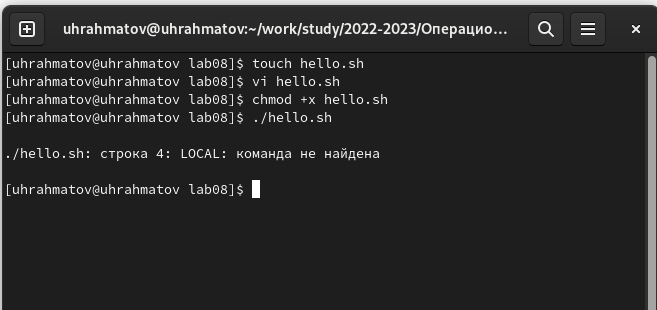 uhrahmatov@uhrahmatov:~/work/study/2022-2023/Операцио...
[uhrahmatov@uhrahmatov lab08]$ touch hello.sh
[uhrahmatov@uhrahmatov lab08]$ vi hello.sh
[uhrahmatov@uhrahmatov lab08]$ chmod +x hello.sh
[uhrahmatov@uhrahmatov lab08]$ ./hello.sh
./hello.sh: строка 4: LOCAL: команда не найдена
[uhrahmatov@uhrahmatov lab08]$